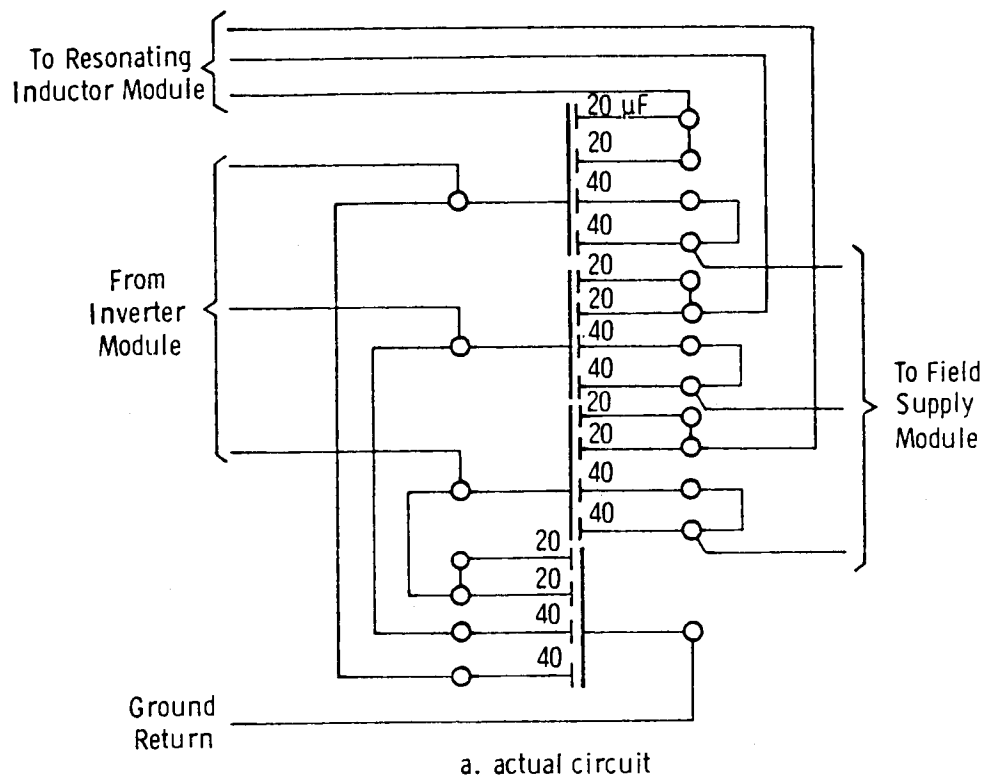 To Resonating
Inductor Module
20 μF
20
40
40
20
20
40
40
20
20
40
40
From
Inverter
Module
To Field
Supply
Module
20
20
40
40
Ground
Return
a. actual circuit